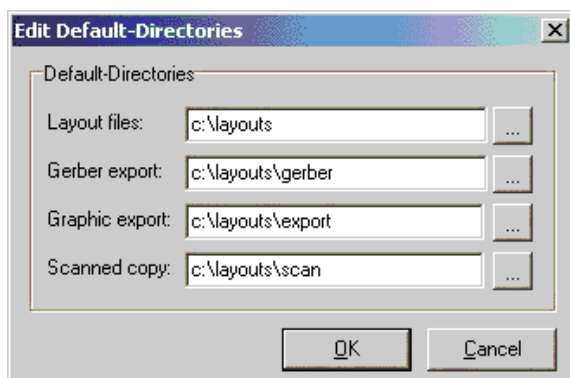 Edit Default-Directories
Default-Directories
Layout files: c:\layouts ...
Gerber export: c:\layouts\gerber ...
Graphic export: c:\layouts\export ...
Scanned copy: c:\layouts\scan ...
OK Cancel